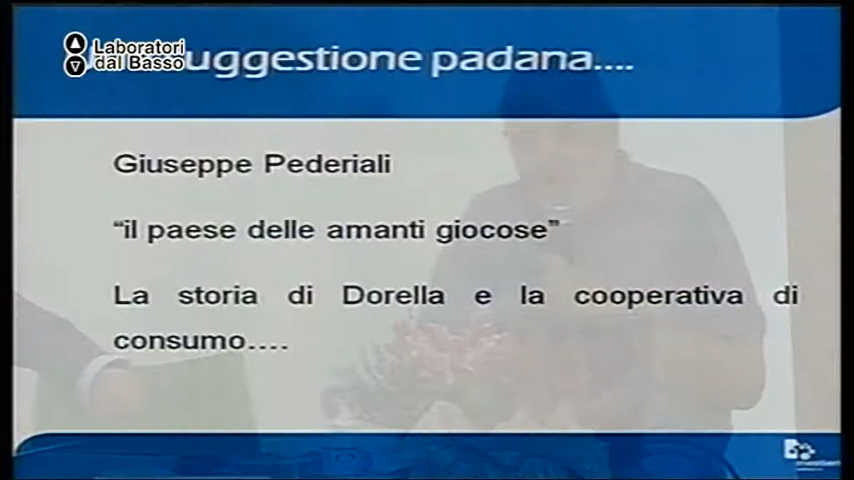 Laboratori
dal Basso
suggestione padana....
Giuseppe Pederiali
“il paese delle amanti giocose”
La storia di Dorella e la cooperativa di
consumo....